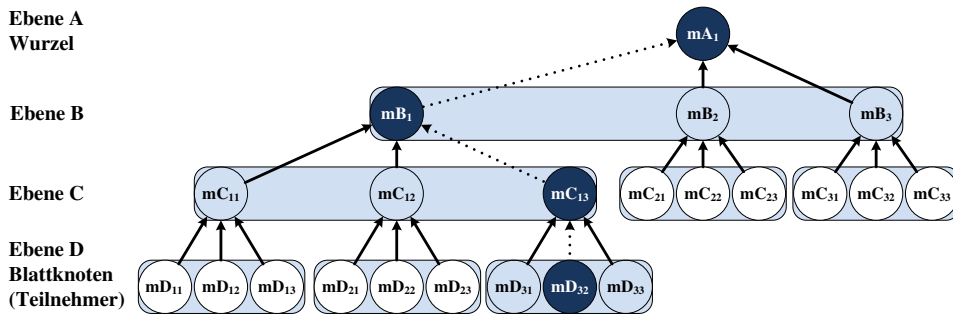 Ebene A
Wurzel
mA₁
Ebene B
mB₁
mB₂
mB₃
Ebene C
mC₁₁
mC₁₂
mC₁₃
mC₂₁
mC₂₂
mC₂₃
mC₃₁
mC₃₂
mC₃₃
Ebene D
Blattknoten
(Teilnehmer)
mD₁₁
mD₁₂
mD₁₃
mD₂₁
mD₂₂
mD₂₃
mD₃₁
mD₃₂
mD₃₃